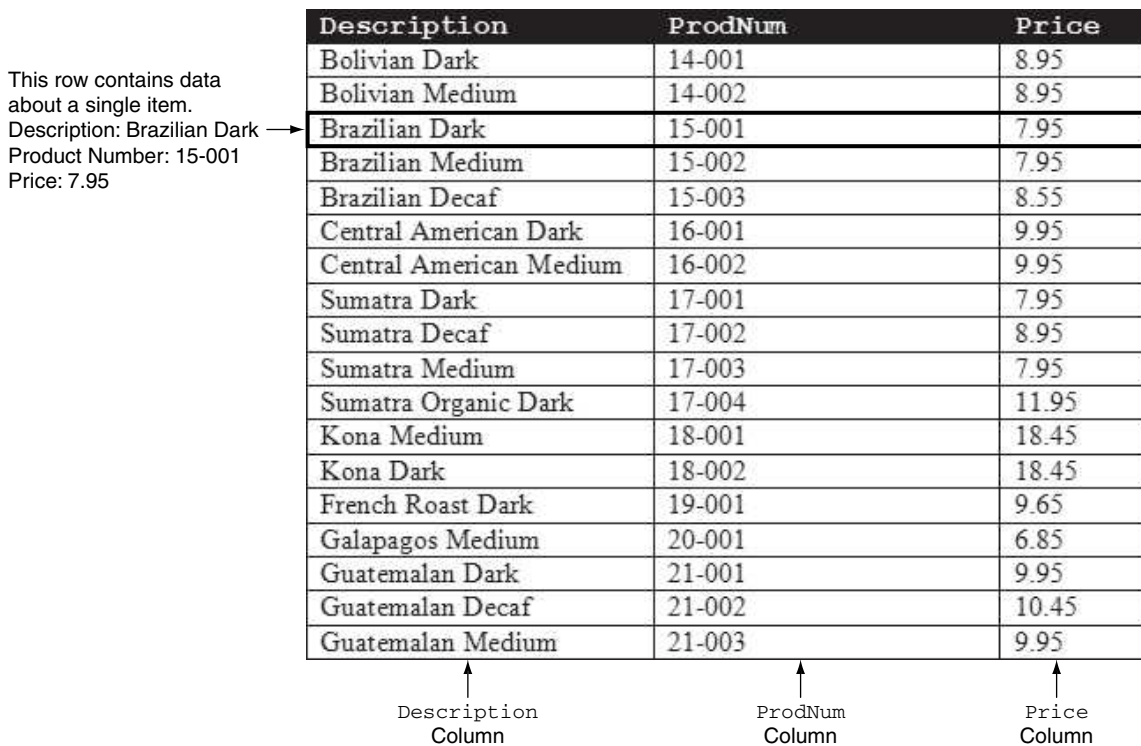 Description ProdNum Price
Bolivian Dark 14-001 8.95
Bolivian Medium 14-002 8.95
Brazilian Dark 15-001 7.95
Brazilian Medium 15-002 7.95
Brazilian Decaf 15-003 8.55
Central American Dark 16-001 9.95
Central American Medium 16-002 9.95
Sumatra Dark 17-001 7.95
Sumatra Decaf 17-002 8.95
Sumatra Medium 17-003 7.95
Sumatra Organic Dark 17-004 11.95
Kona Medium 18-001 18.45
Kona Dark 18-002 18.45
French Roast Dark 19-001 9.65
Galapagos Medium 20-001 6.85
Guatemalan Dark 21-001 9.95
Guatemalan Decaf 21-002 10.45
Guatemalan Medium 21-003 9.95
This row contains data
about a single item.
Description: Brazilian Dark
Product Number: 15-001
Price: 7.95
Description ProdNum Price
Column Column Column